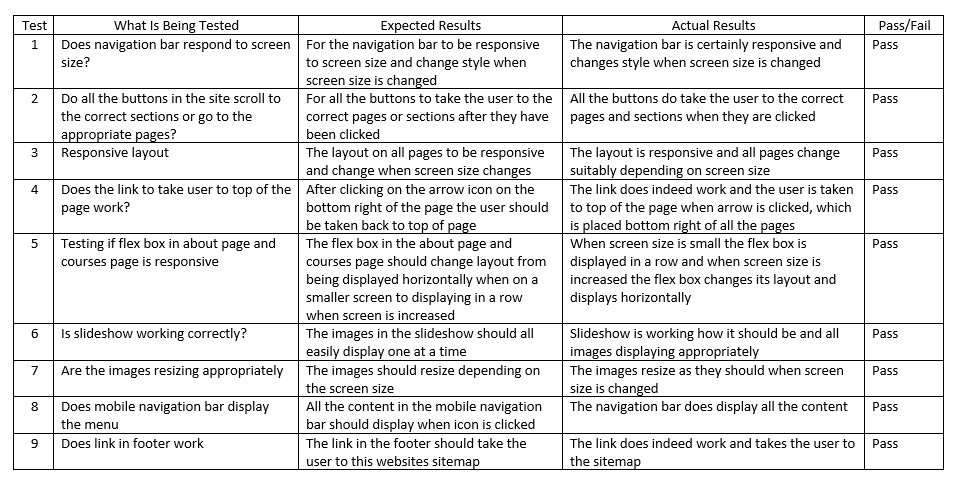 Test What Is Being Tested Expected Results Actual Results Pass/Fail
1 Does navigation bar respond to screen For the navigation bar to be responsive The navigation bar is certainly responsive and Pass
size? to screen size and change style when changes style when screen size is changed
screen size is changed
2 Do all the buttons in the site scroll to For all the buttons to take the user to the All the buttons do take the user to the correct Pass
the correct sections or go to the correct pages or sections after they have pages and sections when they are clicked
appropriate pages? been clicked
3 Responsive layout The layout on all pages to be responsive The layout is responsive and all pages change Pass
and change when screen size changes suitably depending on screen size
4 Does the link to take user to top of the After clicking on the arrow icon on the The link does indeed work and the user is taken Pass
page work? bottom right of the page the user should to top of the page when arrow is clicked, which
be taken back to top of page is placed bottom right of all the pages
5 Testing if flex box in about page and The flex box in the about page and When screen size is small the flex box is Pass
courses page is responsive courses page should change layout from displayed in a row and when screen size is
being displayed horizontally when on a increased the flex box changes its layout and
smaller screen to displaying in a row displays horizontally
when screen is increased
6 Is slideshow working correctly? The images in the slideshow should all Slideshow is working how it should be and all Pass
easily display one at a time images displaying appropriately
7 Are the images resizing appropriately The images should resize depending on The images resize as they should when screen Pass
the screen size size is changed
8 Does mobile navigation bar display All the content in the mobile navigation The navigation bar does display all the content Pass
the menu bar should display when icon is clicked
9 Does link in footer work The link in the footer should take the The link does indeed work and takes the user to Pass
user to this websites sitemap the sitemap